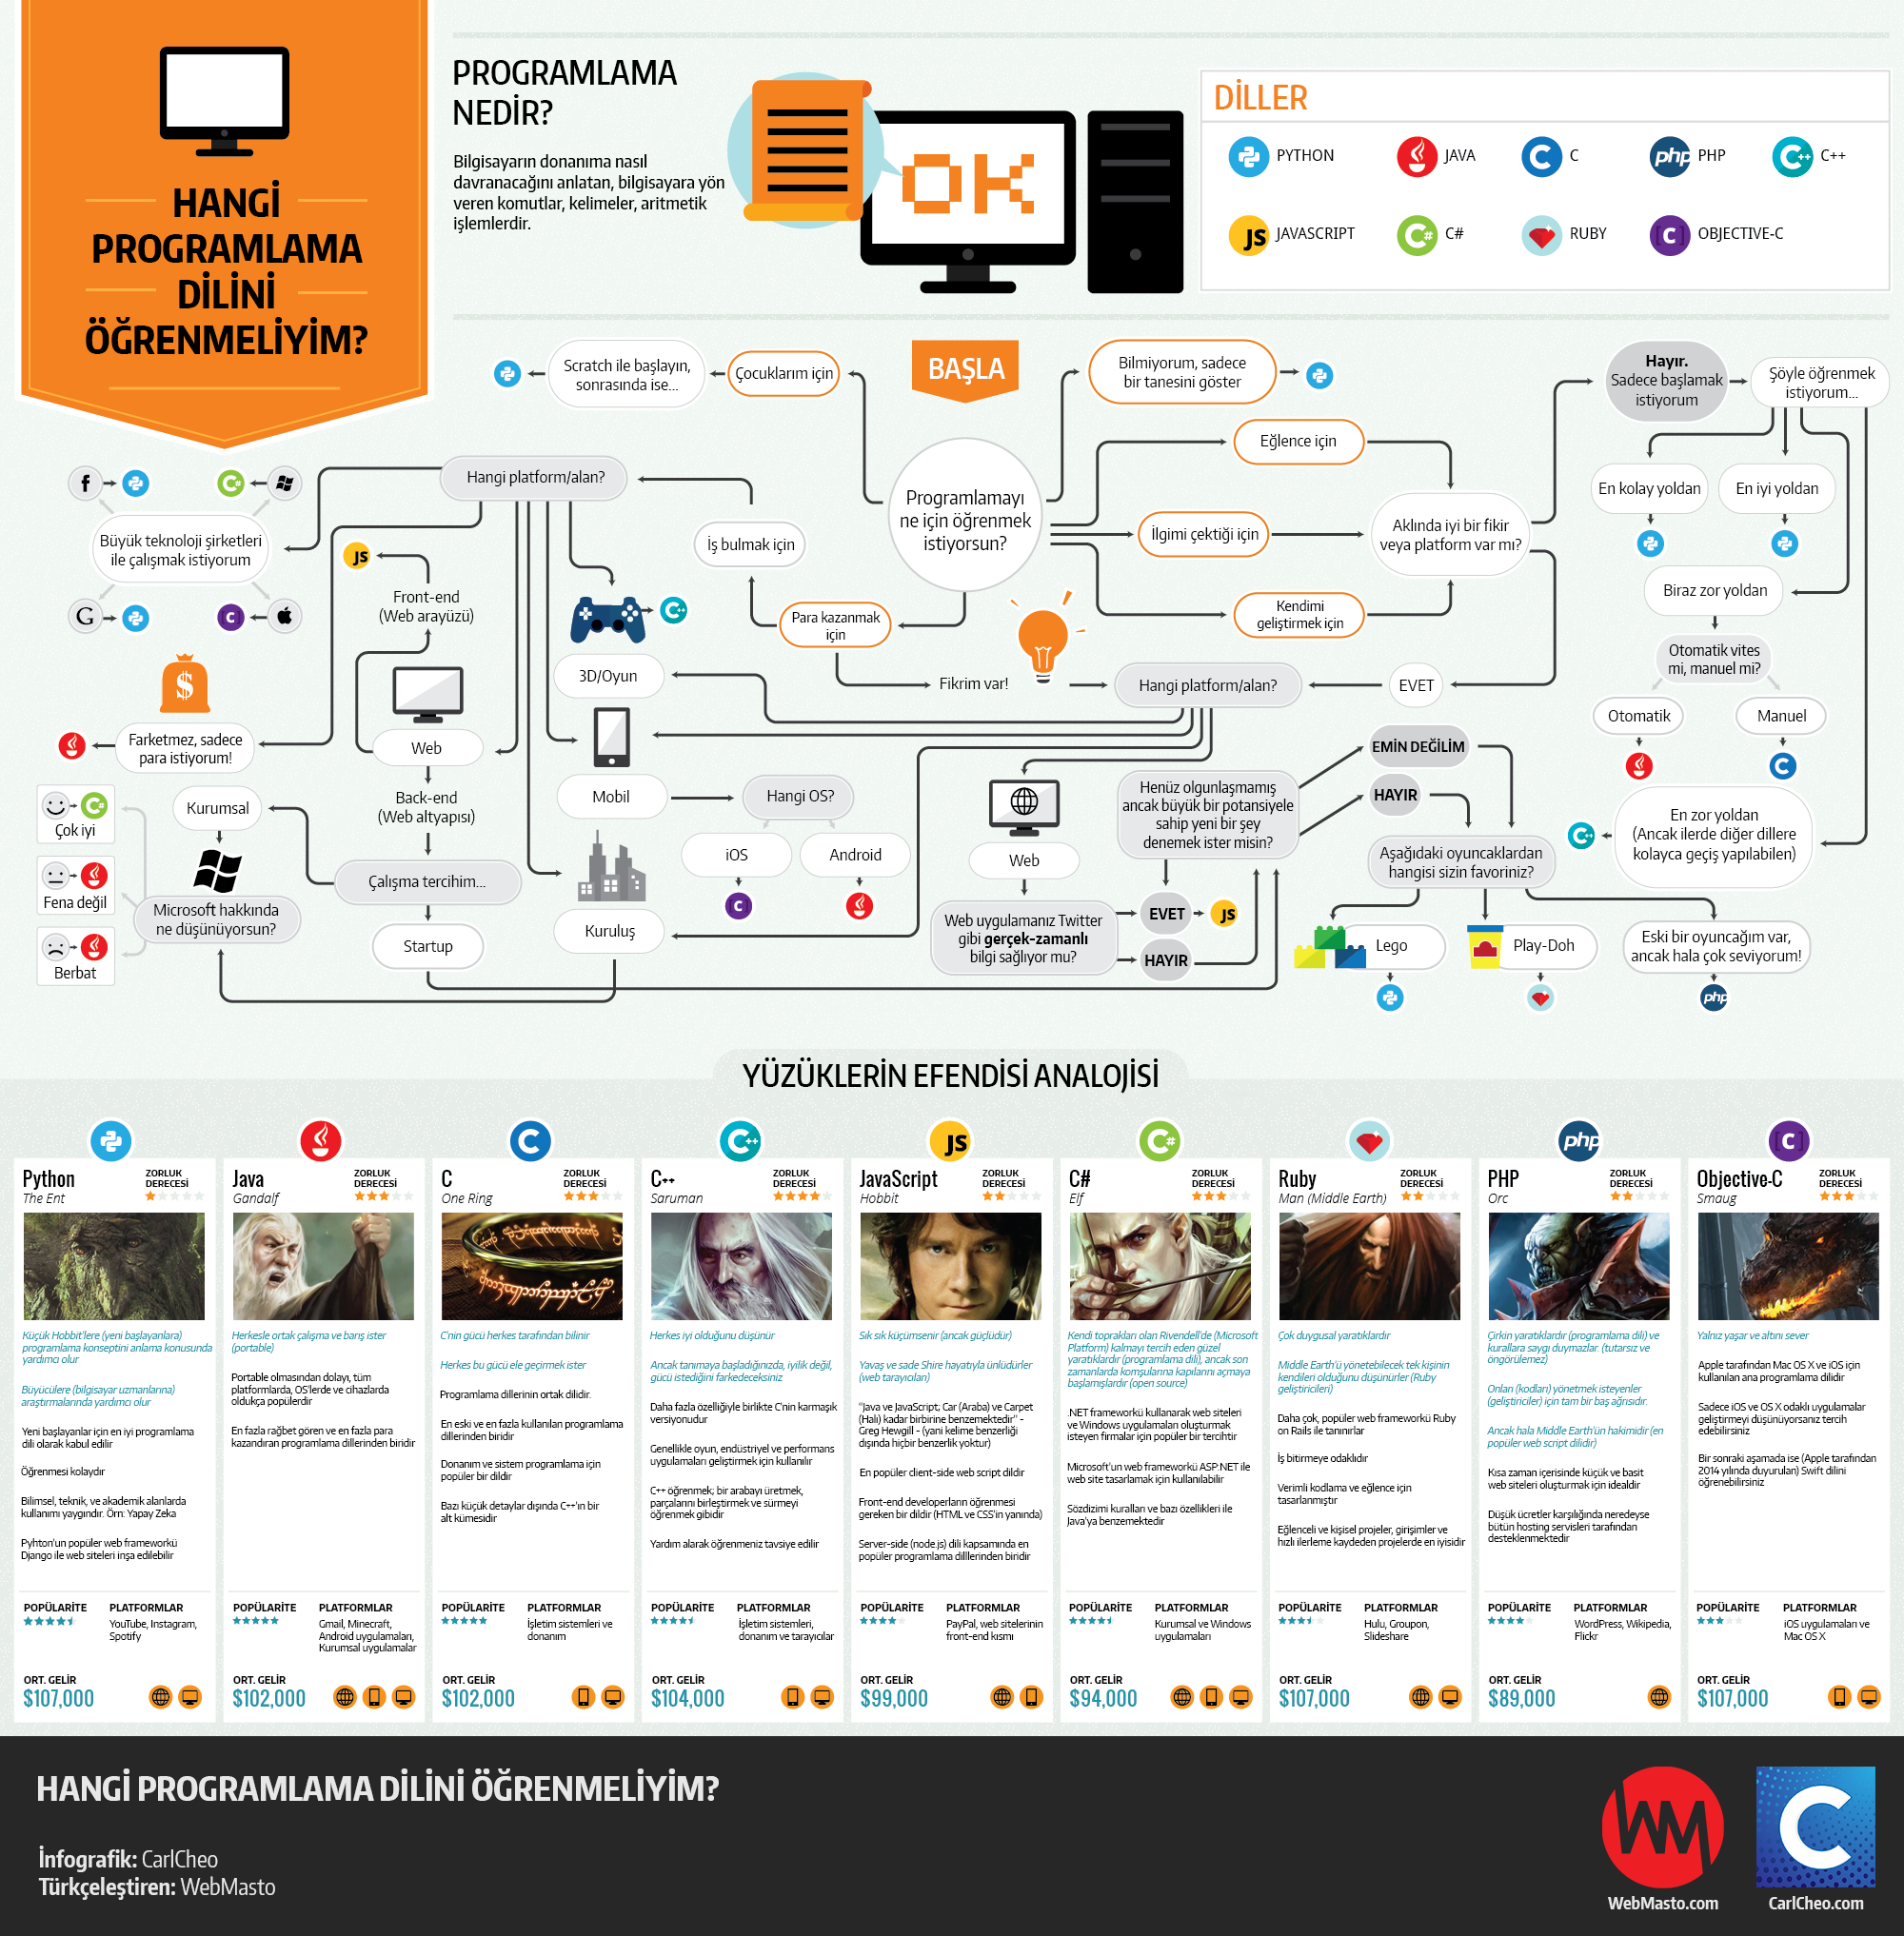 HANGİ
PROGRAMLAMA
DİLİNİ
ÖĞRENMELİYİM?
PROGRAMLAMA
NEDİR?
Bilgisayarın donanıma nasıl
davranacağını anlatan, bilgisayara yön
veren komutlar, kelimeler, aritmetik
işlemlerdir.
OK
DİLLER
PYTHON
JAVA
C
PHP
C++
JAVASCRIPT
C#
RUBY
OBJECTIVE-C
BAŞLA
Programlamayı
ne için öğrenmek
istiyorsun?
Çocuklarım için
Scratch ile başlayın,
sonrasında ise...
Bilmiyorum, sadece
bir tanesini göster
Eğlence için
İlgimi çektiği için
Kendimi
geliştirmek için
Aklında iyi bir fikir
veya platform var mı?
Hayır.
Sadece başlamak
istiyorum
Şöyle öğrenmek
istiyorum...
En kolay yoldan
En iyi yoldan
Biraz zor yoldan
Otomatik vites
mi, manuel mi?
Otomatik
Manuel
En zor yoldan
(Ancak ilerde diğer dillere
kolayca geçiş yapılabilen)
EVET
Para kazanmak
için
İş bulmak için
Fikrim var!
Hangi platform/alan?
Hangi platform/alan?
Büyük teknoloji şirketleri
ile çalışmak istiyorum
Front-end
(Web arayüzü)
3D/Oyun
Farketmez, sadece
para istiyorum!
Web
Back-end
(Web altyapısı)
Mobil
Hangi OS?
iOS
Android
Kurumsal
Çok iyi
Fena değil
Berbat
Microsoft hakkında
ne düşünüyorsun?
Çalışma tercihim...
Startup
Kuruluş
Web
Web uygulamanız Twitter
gibi gerçek-zamanlı
bilgi sağlıyor mu?
EVET
HAYIR
Henüz olgunlaşmamış
ancak büyük bir potansiyele
sahip yeni bir şey
denemek ister misin?
EMİN DEĞİLİM
HAYIR
Aşağıdaki oyuncaklardan
hangisi sizin favoriniz?
Lego
Play-Doh
Eski bir oyuncağım var,
ancak hala çok seviyorum!
YÜZÜKLERİN EFENDİSİ ANALOJİSİ
Python
The Ent
ZORLUK
DERECESİ
Küçük Hobbit'lere (yeni başlayanlara)
programlama konseptini anlama konusunda
yardımcı olur
Büyücülere (bilgisayar uzmanlarına)
araştırmalarında yardımcı olur
Yeni başlayanlar için en iyi programlama
dili olarak kabul edilir
Öğrenmesi kolaydır
Bilimsel, teknik, ve akademik alanlarda
kullanımı yaygındır. Örn: Yapay Zeka
Pyhton'un popüler web frameworkü
Django ile web siteleri inşa edilebilir
POPÜLARİTE
PLATFORMLAR
YouTube, Instagram,
Spotify
ORT. GELİR
$107,000
Java
Gandalf
ZORLUK
DERECESİ
Herkesle ortak çalışma ve barış ister
(portable)
Portable olmasından dolayı, tüm
platformlarda, OS'lerde ve cihazlarda
oldukça popülerdir
En fazla rağbet gören ve en fazla para
kazandıran programlama dillerinden biridir
POPÜLARİTE
PLATFORMLAR
Gmail, Minecraft,
Android uygulamaları,
Kurumsal uygulamalar
ORT. GELİR
$102,000
C
One Ring
ZORLUK
DERECESİ
C'nin gücü herkes tarafından bilinir
Herkes bu gücü ele geçirmek ister
Programlama dillerinin ortak dilidir.
En eski ve en fazla kullanılan programlama
dillerinden biridir
Donanım ve sistem programlama için
popüler bir dildir
Bazı küçük detaylar dışında C++'ın bir
alt kümesidir
POPÜLARİTE
PLATFORMLAR
İşletim sistemleri ve
donanım
ORT. GELİR
$102,000
C++
Saruman
ZORLUK
DERECESİ
Herkes iyi olduğunu düşünür
Ancak tanımaya başladığınızda, iyilik değil,
gücü istediğini farkedeceksiniz
Daha fazla özelliğiyle birlikte C'nin karmaşık
versiyonudur
Genellikle oyun, endüstriyel ve performans
uygulamaları geliştirmek için kullanılır
C++ öğrenmek; bir arabayı üretmek,
parçalarını birleştirmek ve sürmeyi
öğrenmek gibidir
Yardım alarak öğrenmeniz tavsiye edilir
POPÜLARİTE
PLATFORMLAR
İşletim sistemleri,
donanım ve tarayıcılar
ORT. GELİR
$104,000
JavaScript
Hobbit
ZORLUK
DERECESİ
Sık sık küçümsenir (ancak güçlüdür)
Yavaş ve sade Shire hayatıyla ünlüdürler
(web tarayıcıları)
"Java ve JavaScript; Car (Araba) ve Carpet
(Halı) kadar birbirine benzemektedir" -
Greg Hewgill - (yani kelime benzerliği
dışında hiçbir benzerlik yoktur)
En popüler client-side web script dildir
Front-end developerların öğrenmesi
gereken bir dildir (HTML ve CSS'in yanında)
Server-side (node.js) dili kapsamında en
popüler programlama dilllerinden biridir
POPÜLARİTE
PLATFORMLAR
PayPal, web sitelerinin
front-end kısmı
ORT. GELİR
$99,000
C#
Elf
ZORLUK
DERECESİ
Kendi toprakları olan Rivendell'de (Microsoft
Platform) kalmayı tercih eden güzel
yaratıklardır (programlama dili), ancak son
zamanlarda komşularına kapılarını açmaya
başlamışlardır (open source)
.NET frameworkü kullanarak web siteleri
ve Windows uygulamaları oluşturmak
isteyen firmalar için popüler bir tercihtir
Microsoft'un web frameworkü ASP.NET ile
web site tasarlamak için kullanılabilir
Sözdizimi kuralları ve bazı özellikleri ile
Java'ya benzemektedir
POPÜLARİTE
PLATFORMLAR
Kurumsal ve Windows
uygulamaları
ORT. GELİR
$94,000
Ruby
Man (Middle Earth)
ZORLUK
DERECESİ
Çok duygusal yaratıklardır
Middle Earth'ü yönetebilecek tek kişinin
kendileri olduğunu düşünürler (Ruby
geliştiricileri)
Daha çok, popüler web frameworkü Ruby
on Rails ile tanınırlar
İş bitirmeye odaklıdır
Verimli kodlama ve eğlence için
tasarlanmıştır
Eğlenceli ve kişisel projeler, girişimler ve
hızlı ilerleme kaydeden projelerde en iyisidir
POPÜLARİTE
PLATFORMLAR
Hulu, Groupon,
Slideshare
ORT. GELİR
$107,000
PHP
Orc
ZORLUK
DERECESİ
Çirkin yaratıklardır (programlama dili) ve
kurallara saygı duymazlar. (tutarsız ve
öngörülemez)
Onları (kodları) yönetmek isteyenler
(geliştiriciler) için tam bir baş ağrısıdır.
Ancak hala Middle Earth'ün hakimidir (en
popüler web script dilidir)
Kısa zaman içerisinde küçük ve basit
web siteleri oluşturmak için idealdir
Düşük ücretler karşılığında neredeyse
bütün hosting servisleri tarafından
desteklenmektedir
POPÜLARİTE
PLATFORMLAR
WordPress, Wikipedia,
Flickr
ORT. GELİR
$89,000
Objective-C
Smaug
ZORLUK
DERECESİ
Yalnız yaşar ve altını sever
Apple tarafından Mac OS X ve iOS için
kullanılan ana programlama dilidir
Sadece iOS ve OS X odaklı uygulamalar
geliştirmeyi düşünüyorsanız tercih
edebilirsiniz
Bir sonraki aşamada ise (Apple tarafından
2014 yılında duyurulan) Swift dilini
öğrenebilirsiniz
POPÜLARİTE
PLATFORMLAR
iOS uygulamaları ve
Mac OS X
ORT. GELİR
$107,000
HANGİ PROGRAMLAMA DİLİNİ ÖĞRENMELİYİM?
İnfografik: CarlCheo
Türkçeleştiren: WebMasto
WM
WebMasto.com
C
CarlCheo.com